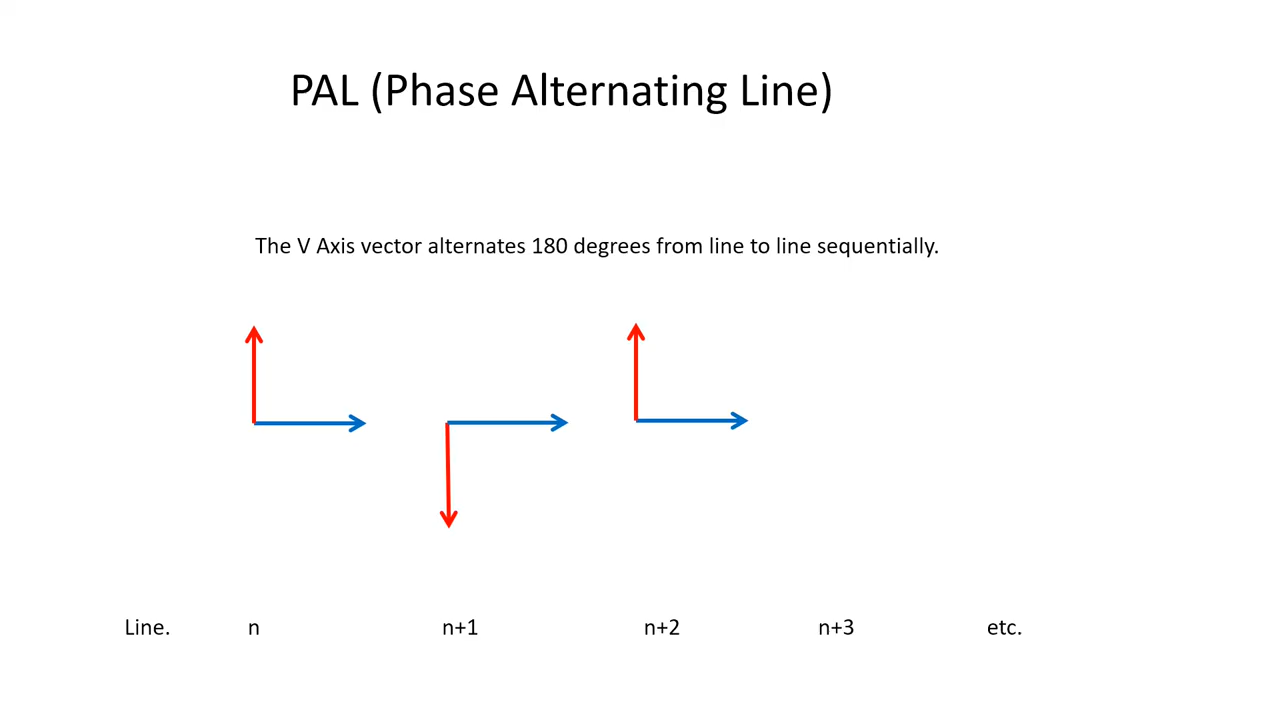 PAL (Phase Alternating Line)
The V Axis vector alternates 180 degrees from line to line sequentially.
Line. n n+1 n+2 n+3 etc.